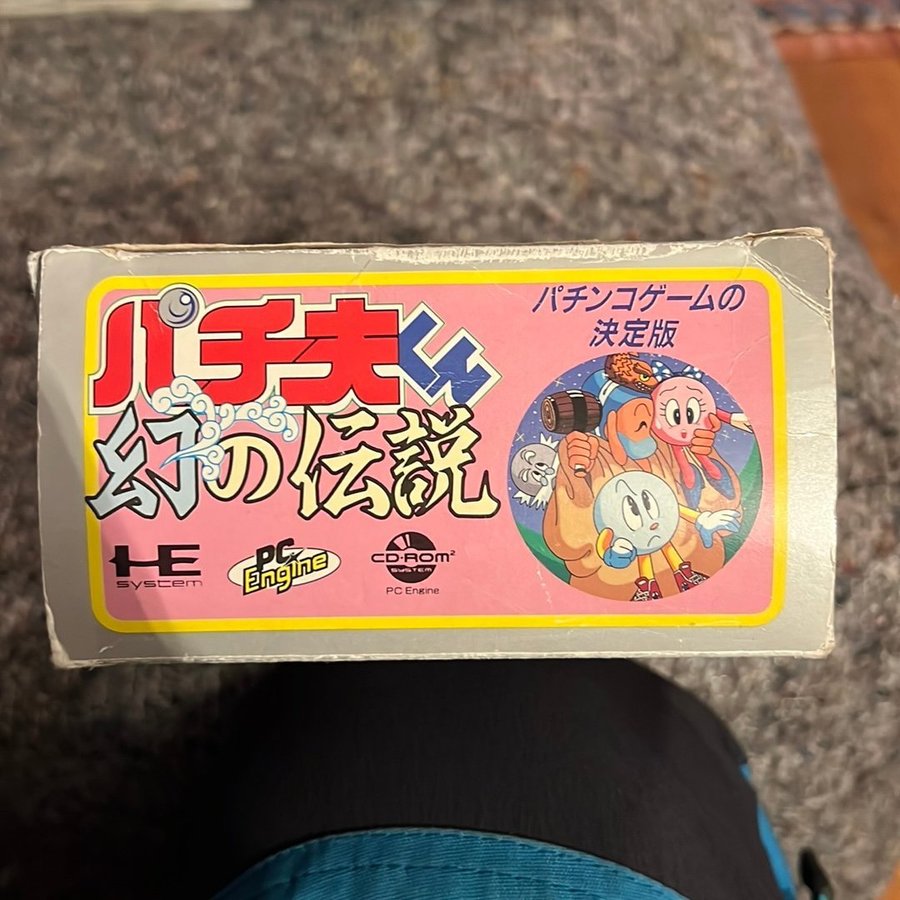 パチ夫くん
幻の伝説
パチンコゲームの
決定版
HE
system
PC
Engine
CD-ROM²
SYSTEM
PC Engine